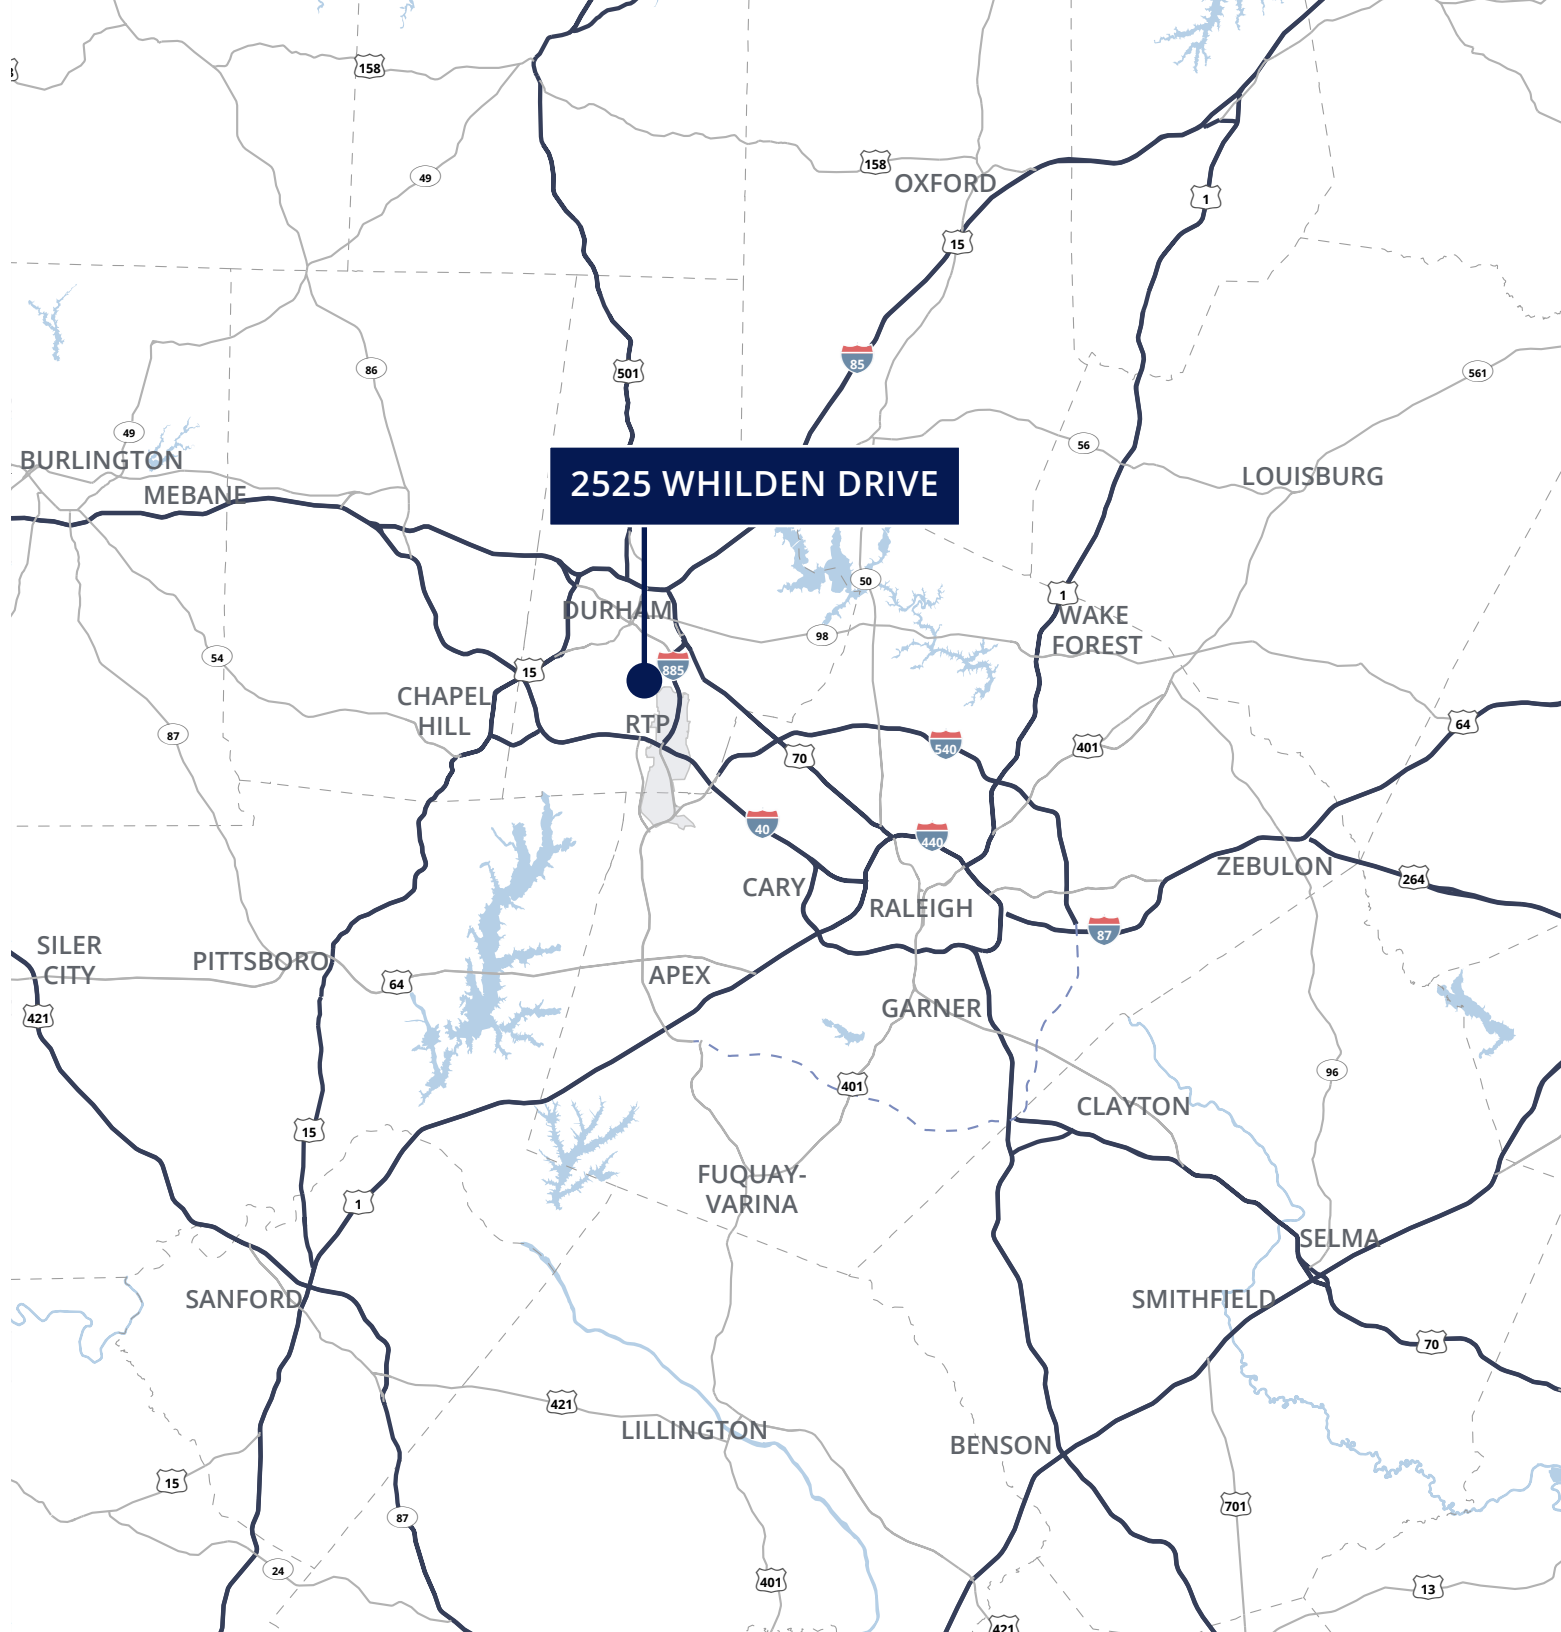 158
49
158
OXFORD
1
15
85
501
86
561
49
56
BURLINGTON
MEBANE
2525 WHILDEN DRIVE
LOUISBURG
50
1
DURHAM
WAKE
FOREST
98
54
15
885
CHAPEL
HILL
RTP
64
87
70
540
401
40
440
ZEBULON
264
CARY
RALEIGH
87
SILER
CITY
PITTSBORO
64
APEX
421
GARNER
96
401
CLAYTON
15
FUQUAY-
VARINA
1
SELMA
SANFORD
SMITHFIELD
70
421
LILLINGTON
BENSON
15
701
87
24
401
13
421